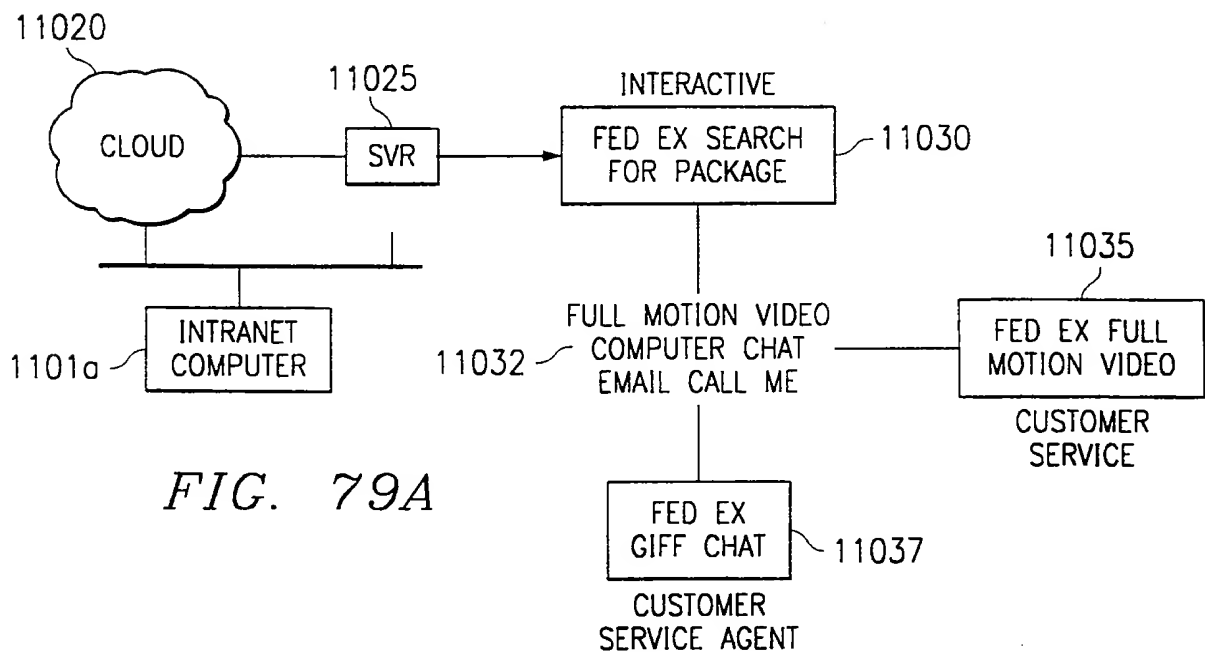 11020
CLOUD
11025
SVR
INTERACTIVE
FED EX SEARCH
FOR PACKAGE
11030
INTRANET
COMPUTER
1101a
11032
FULL MOTION VIDEO
COMPUTER CHAT
EMAIL CALL ME
11035
FED EX FULL
MOTION VIDEO
CUSTOMER
SERVICE
FED EX
GIFF CHAT
11037
CUSTOMER
SERVICE AGENT
FIG. 79A